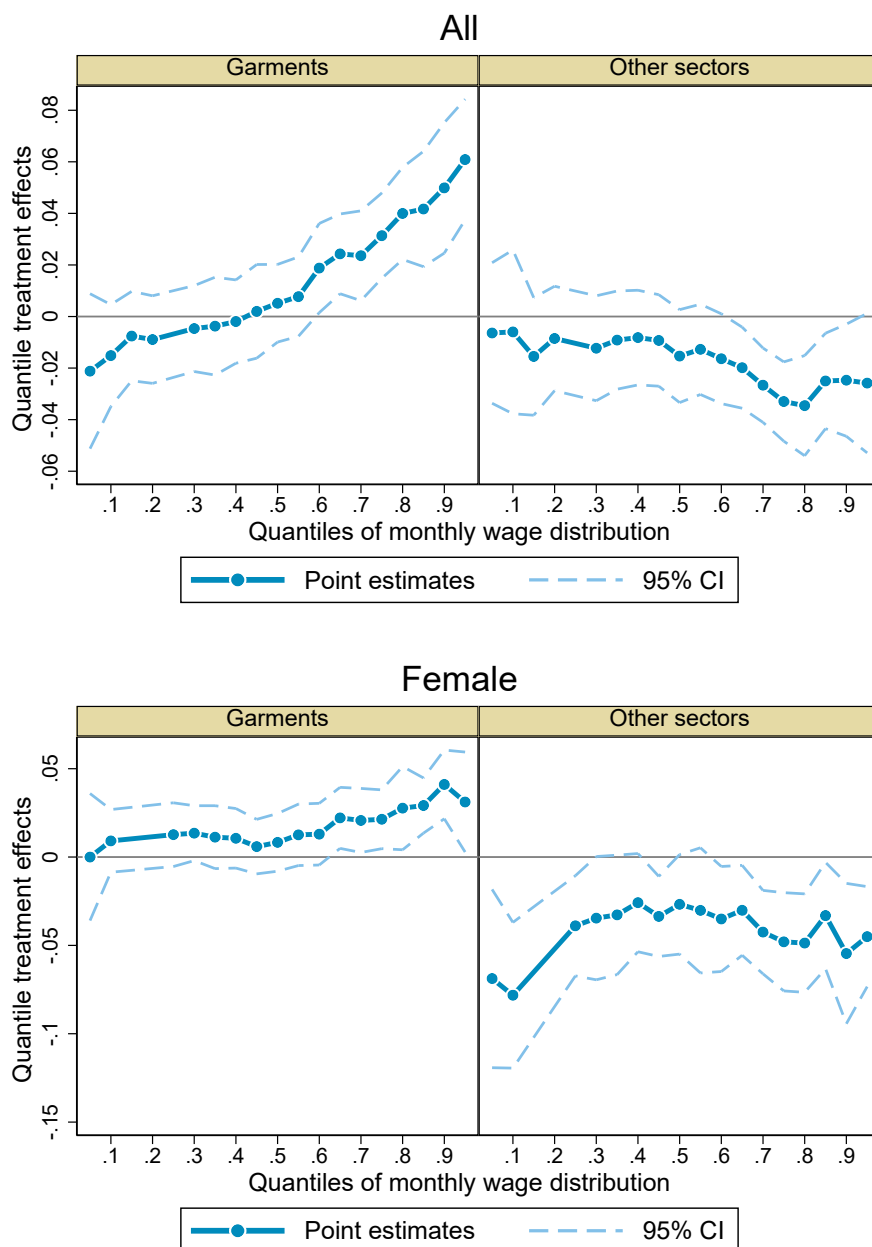 All
Garments Other sectors
Quantile treatment effects
.08
.06
.04
.02
0
-.02
-.04
-.06
.1 .2 .3 .4 .5 .6 .7 .8 .9 .1 .2 .3 .4 .5 .6 .7 .8 .9
Quantiles of monthly wage distribution
Point estimates 95% CI
Female
Garments Other sectors
Quantile treatment effects
.05
0
-.05
-.1
-.15
.1 .2 .3 .4 .5 .6 .7 .8 .9 .1 .2 .3 .4 .5 .6 .7 .8 .9
Quantiles of monthly wage distribution
Point estimates 95% CI